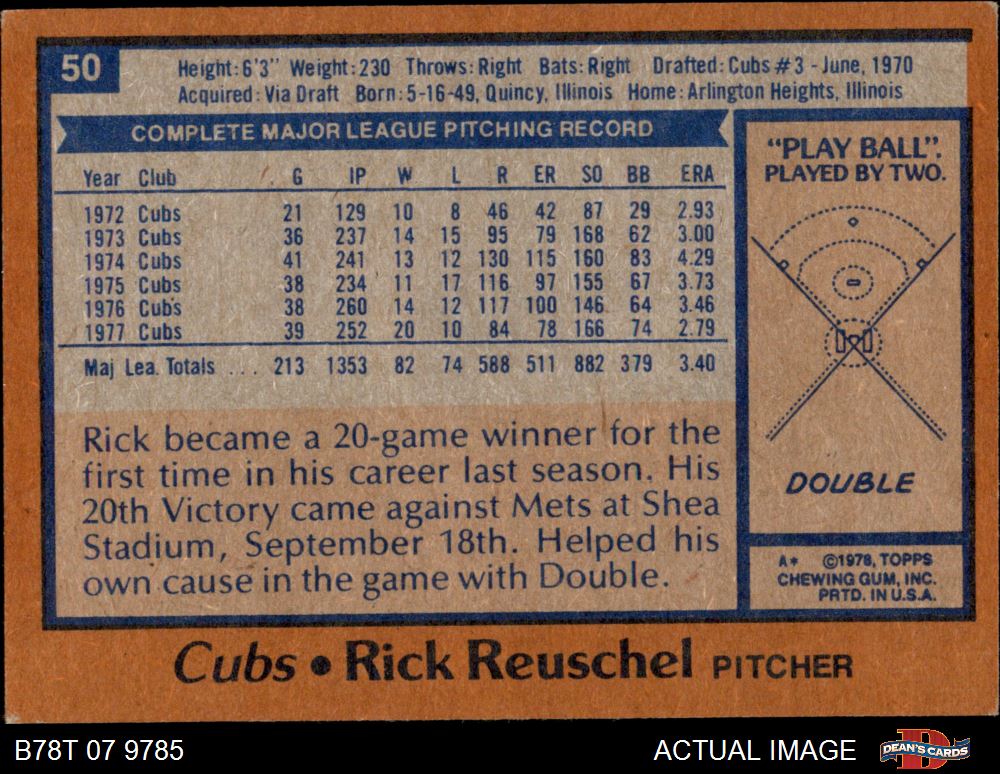 50
Height: 6'3" Weight: 230 Throws: Right Bats: Right Drafted: Cubs #3 - June, 1970
Acquired: Via Draft Born: 5-16-49, Quincy, Illinois Home: Arlington Heights, Illinois
COMPLETE MAJOR LEAGUE PITCHING RECORD
Year Club G IP W L R ER SO BB ERA
1972 Cubs 21 129 10 8 46 42 87 29 2.93
1973 Cubs 36 237 14 15 95 79 168 62 3.00
1974 Cubs 41 241 13 12 130 115 160 83 4.29
1975 Cubs 38 234 11 17 116 97 155 67 3.73
1976 Cubs 38 260 14 12 117 100 146 64 3.46
1977 Cubs 39 252 20 10 84 78 166 74 2.79
Maj Lea. Totals ... 213 1353 82 74 588 511 882 379 3.40
Rick became a 20-game winner for the
first time in his career last season. His
20th Victory came against Mets at Shea
Stadium, September 18th. Helped his
own cause in the game with Double.
"PLAY BALL".
PLAYED BY TWO.
DOUBLE
A* ©1978, TOPPS
CHEWING GUM, INC.
PRTD. IN U.S.A.
Cubs • Rick Reuschel PITCHER
B78T 07 9785
ACTUAL IMAGE
DEAN'S CARDS